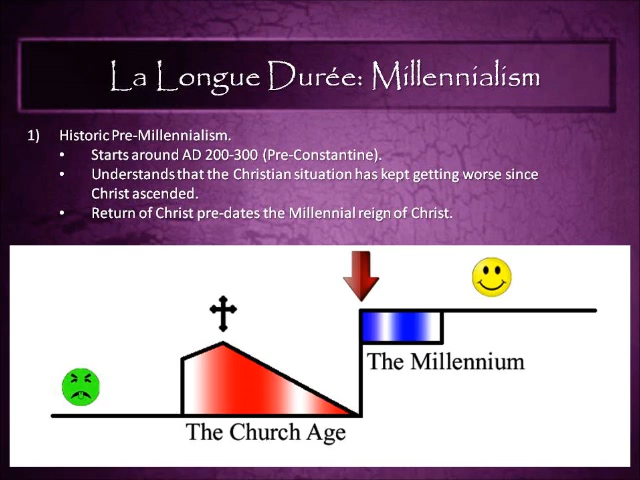 La Longue Durée: Millennialism
1) Historic Pre-Millennialism.
• Starts around AD 200-300 (Pre-Constantine).
• Understands that the Christian situation has kept getting worse since
Christ ascended.
• Return of Christ pre-dates the Millennial reign of Christ.
The Millennium
The Church Age